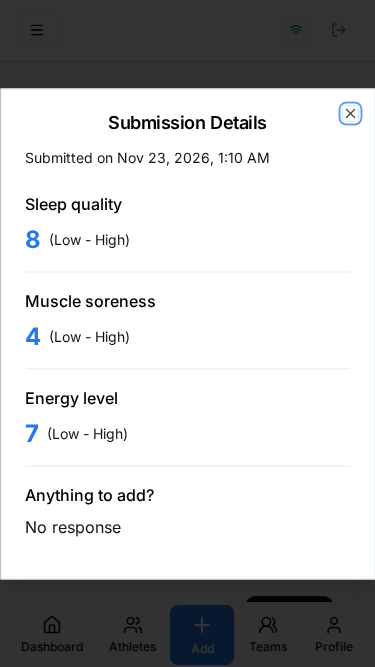 Submission Details
Submitted on Nov 23, 2026, 1:10 AM
Sleep quality
8 (Low - High)
Muscle soreness
4 (Low - High)
Energy level
7 (Low - High)
Anything to add?
No response
Dashboard Athletes Add Teams Profile